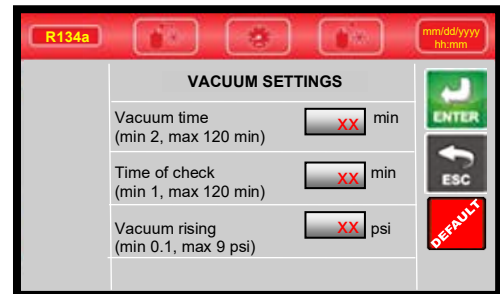 R134a
mm/dd/yyyy
hh:mm
VACUUM SETTINGS
Vacuum time
(min 2, max 120 min)
XX min
ENTER
Time of check
(min 1, max 120 min)
XX min
ESC
Vacuum rising
(min 0.1, max 9 psi)
XX psi
DEFAULT